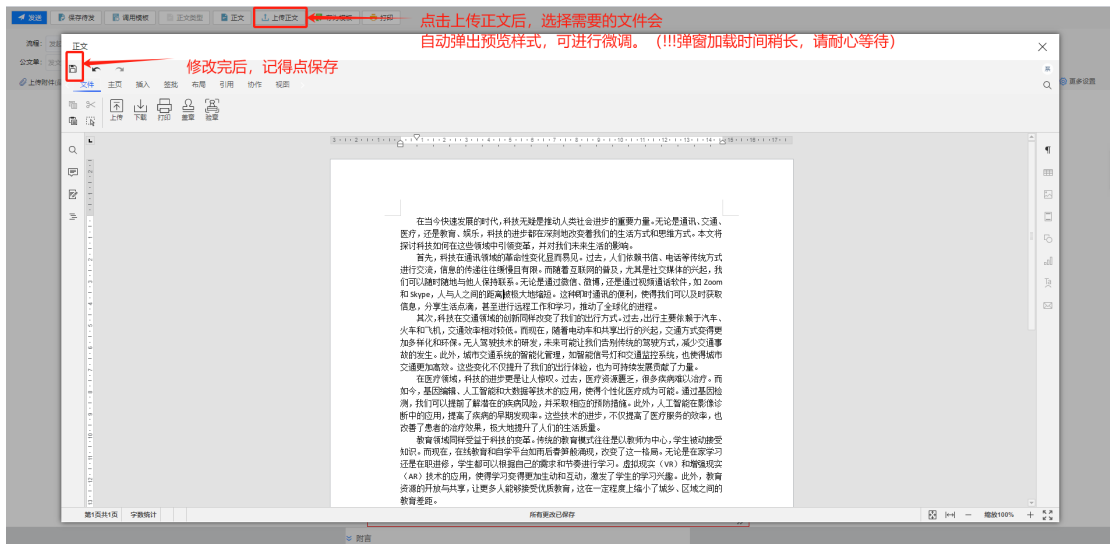 发送 保存待发 调用模板 正文类型 正文 上传正文 打印
点击上传正文后，选择需要的文件会
自动弹出预览样式，可进行微调。（!!!弹窗加载时间稍长，请耐心等待）
流程:
正文
公文单:
修改完后，记得点保存
上传附件
更多设置
文件 主页 插入 签批 布局 引用 协作 视图
上传 下载 打印 盖章 验章
在当今快速发展的时代，科技无疑是推动人类社会进步的重要力量。无论是通讯、交通、
医疗，还是教育、娱乐，科技的进步都在深刻地改变着我们的生活方式和思维方式。本文将
探讨科技如何在这些领域中引领变革，并对我们未来生活的影响。
首先，科技在通讯领域的革命性变化显而易见。过去，人们依赖书信、电话等传统方式
进行交流，信息的传递往往缓慢且有限。而随着互联网的普及，尤其是社交媒体的兴起，我
们可以随时随地与他人保持联系。无论是通过微信、微博，还是通过视频通话软件，如 Zoom
和 Skype，人与人之间的距离被极大地缩短。这种即时通讯的便利，使得我们可以及时获取
信息，分享生活点滴，甚至进行远程工作和学习，推动了全球化的进程。
其次，科技在交通领域的创新同样改变了我们的出行方式。过去，出行主要依赖于汽车、
火车和飞机，交通效率相对较低。而现在，随着电动车和共享出行的兴起，交通方式变得更
加多样化和环保。无人驾驶技术的研发，未来可能让我们告别传统的驾驶方式，减少交通事
故的发生。此外，城市交通系统的智能化管理，如智能信号灯和交通监控系统，也使得城市
交通更加高效。这些变化不仅提升了我们的出行体验，也为可持续发展贡献了力量。
在医疗领域，科技的进步更是让人惊叹。过去，医疗资源匮乏，很多疾病难以治疗。而
如今，基因编辑、人工智能和大数据等技术的应用，使得个性化医疗成为可能。通过基因检
测，我们可以提前了解潜在的疾病风险，并采取相应的预防措施。此外，人工智能在影像诊
断中的应用，提高了疾病的早期发现率。这些技术的进步，不仅提高了医疗服务的效率，也
改善了患者的治疗效果，极大地提升了人们的生活质量。
教育领域同样受益于科技的变革。传统的教育模式往往是以教师为中心，学生被动接受
知识。而现在，在线教育和自学平台如雨后春笋般涌现，改变了这一格局。无论是在家学习
还是在职进修，学生都可以根据自己的需求和节奏进行学习。虚拟现实（VR）和增强现实
（AR）技术的应用，使得学习变得更加生动和互动，激发了学生的学习兴趣。此外，教育
资源的开放与共享，让更多人能够接受优质教育，这在一定程度上缩小了城乡、区域之间的
教育差距。
第1页共1页 字数统计 所有更改已保存 缩放100%
附言